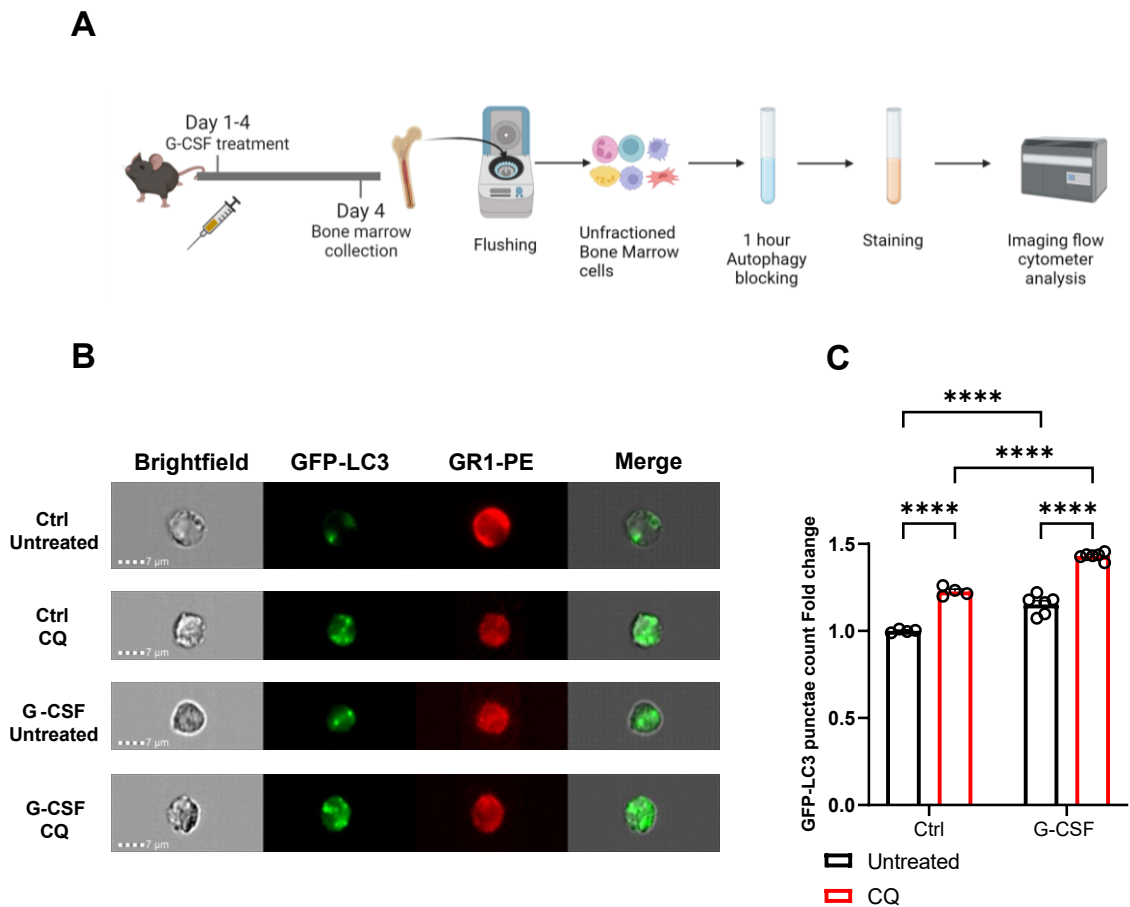 A
Day 1-4
G-CSF treatment
Day 4
Bone marrow
collection
Flushing
Unfractioned
Bone Marrow
cells
1 hour
Autophagy
blocking
Staining
Imaging flow
cytometer
analysis
B
Brightfield
GFP-LC3
GR1-PE
Merge
Ctrl
Untreated
7 µm
Ctrl
CQ
7 µm
G-CSF
Untreated
7 µm
G-CSF
CQ
7 µm
C
****
****
****
****
GFP-LC3 punctae count Fold change
1.5
1.0
0.5
0.0
Ctrl
G-CSF
Untreated
CQ